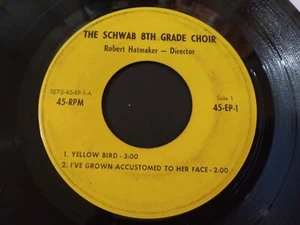 THE SCHWAB 8TH GRADE CHOIR
Robert Hatmaker — Director
1073-45-EP-1-A
Side 1
45-RPM
45-EP-1
1. YELLOW BIRD - 3:00
2. I'VE GROWN ACCUSTOMED TO HER FACE - 2:00